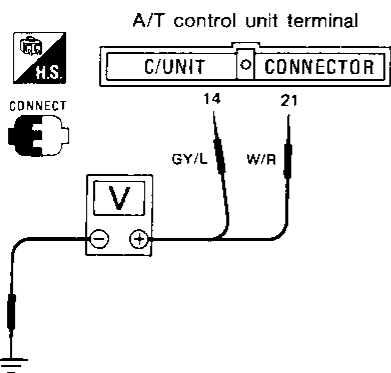 A/T control unit terminal
H.S.
C/UNIT CONNECTOR
CONNECT
14 21
GY/L W/R
V
− +